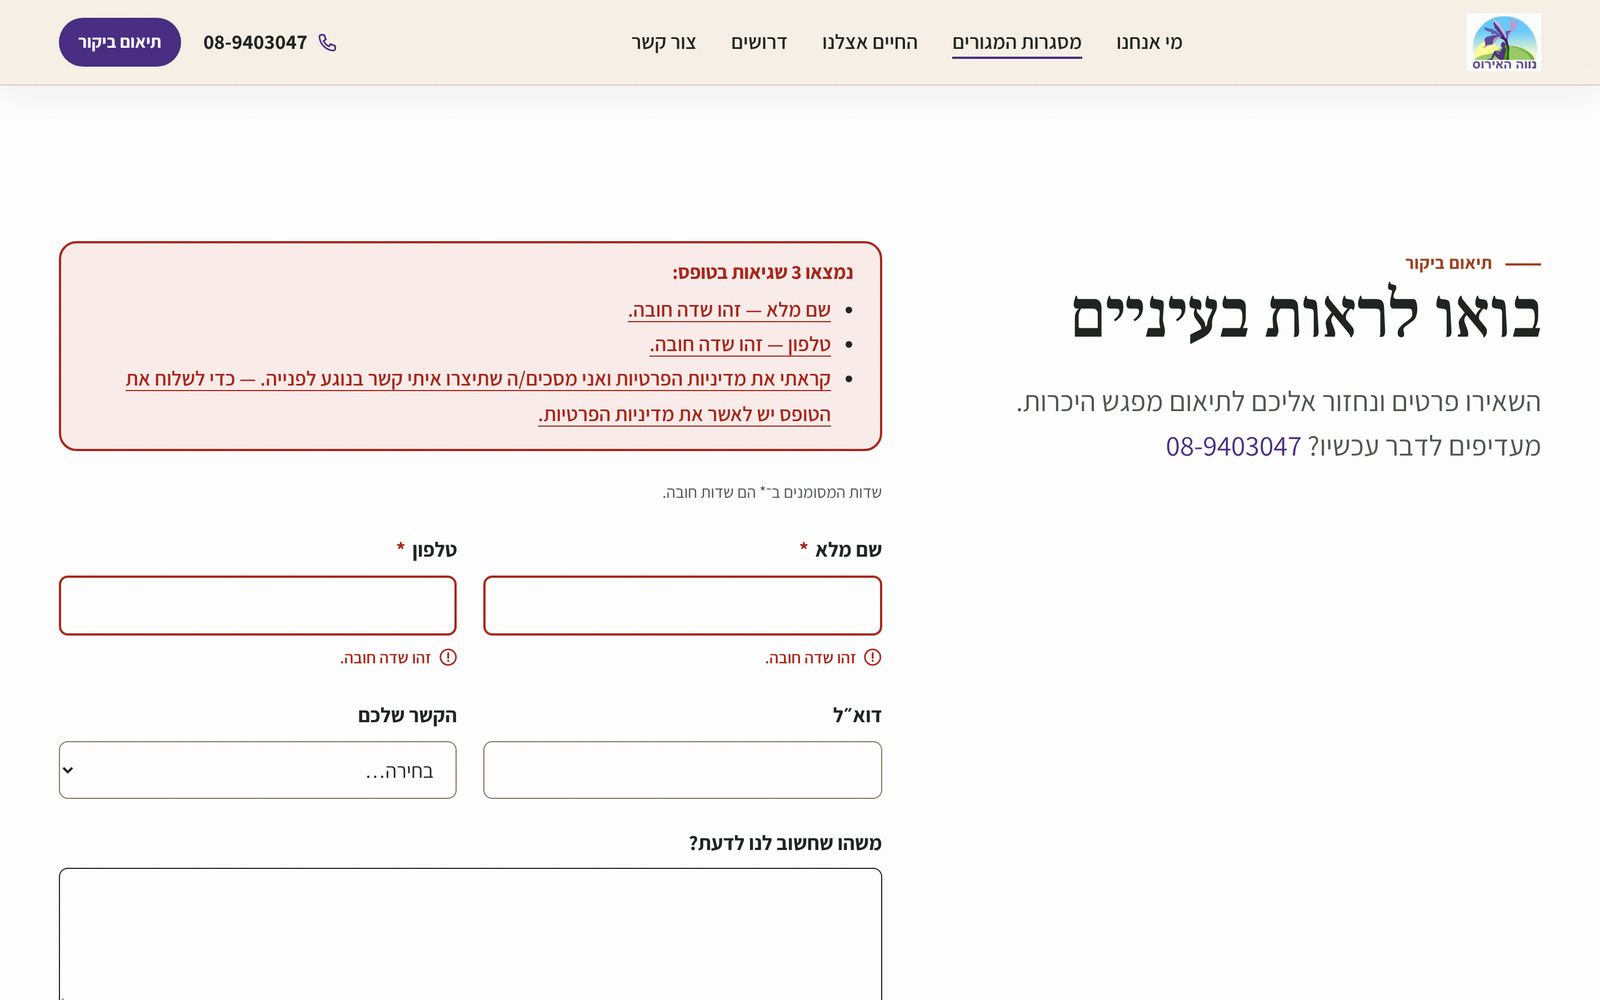 נווה האירוס
מי אנחנו
מסגרות המגורים
החיים אצלנו
דרושים
צור קשר
08-9403047
תיאום ביקור
תיאום ביקור
בואו לראות בעיניים
השאירו פרטים ונחזור אליכם לתיאום מפגש היכרות.
מעדיפים לדבר עכשיו? 08-9403047
נמצאו 3 שגיאות בטופס:
• שם מלא — זהו שדה חובה.
• טלפון — זהו שדה חובה.
• קראתי את מדיניות הפרטיות ואני מסכים/ה שתיצרו איתי קשר בנוגע לפנייה. — כדי לשלוח את
הטופס יש לאשר את מדיניות הפרטיות.
שדות המסומנים ב־* הם שדות חובה.
שם מלא *
טלפון *
זהו שדה חובה.
זהו שדה חובה.
דוא״ל
הקשר שלכם
בחירה…
משהו שחשוב לנו לדעת?